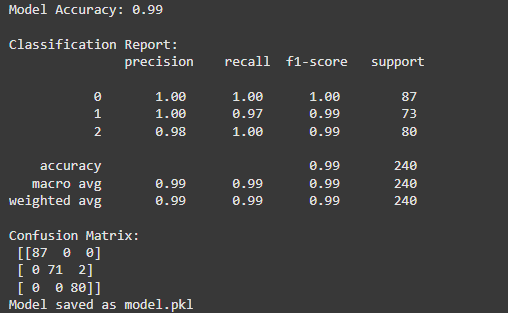 Model Accuracy: 0.99
Classification Report:
precision recall f1-score support
0 1.00 1.00 1.00 87
1 1.00 0.97 0.99 73
2 0.98 1.00 0.99 80
accuracy 0.99 240
macro avg 0.99 0.99 0.99 240
weighted avg 0.99 0.99 0.99 240
Confusion Matrix:
[[87 0 0]
[ 0 71 2]
[ 0 0 80]]
Model saved as model.pkl